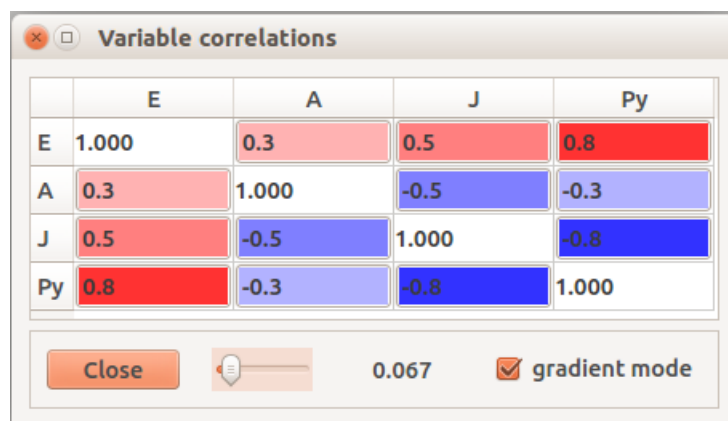 Variable correlations
E A J Py
E 1.000 0.3 0.5 0.8
A 0.3 1.000 -0.5 -0.3
J 0.5 -0.5 1.000 -0.8
Py 0.8 -0.3 -0.8 1.000
Close 0.067 gradient mode